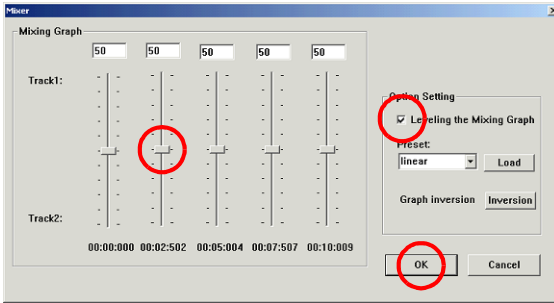 Mixer
Mixing Graph
50 50 50 50 50
Track1:
Track2:
00:00:000 00:02:502 00:05:004 00:07:507 00:10:009
Option Setting
Leveling the Mixing Graph
Preset:
linear Load
Graph inversion Inversion
OK Cancel